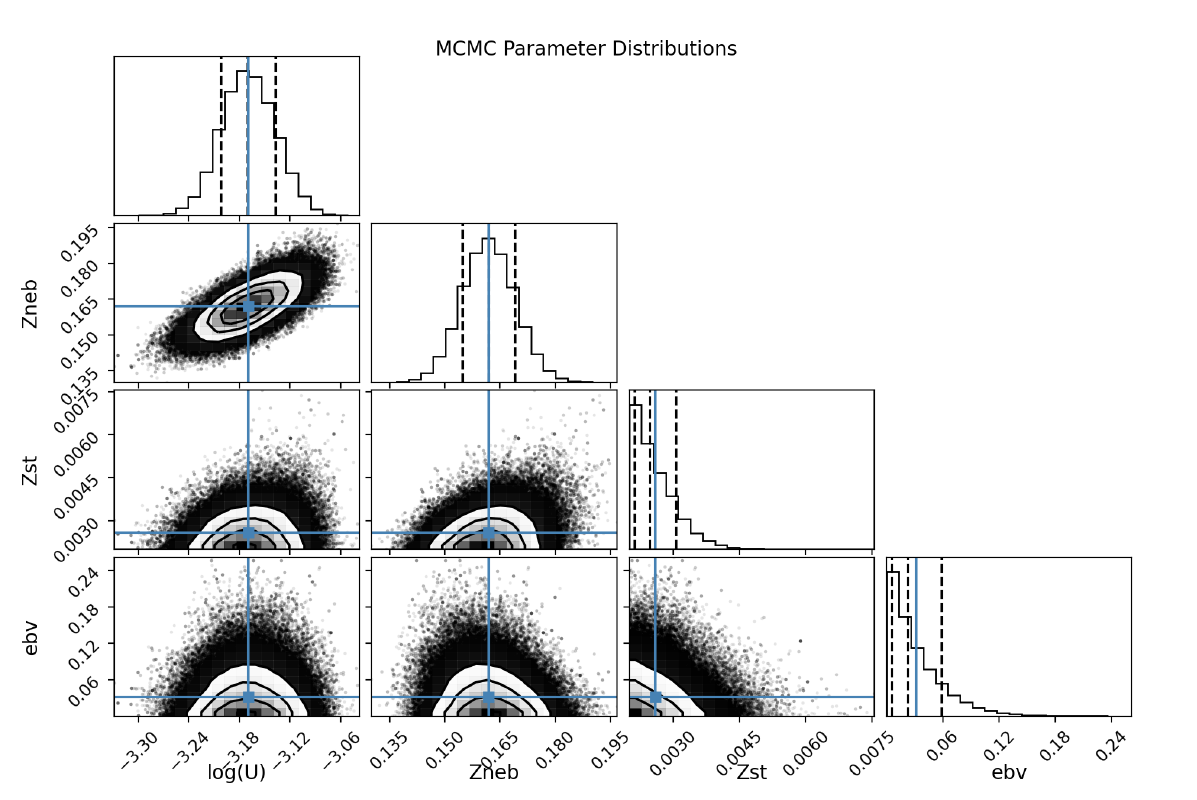 MCMC Parameter Distributions
0.195
0.180
0.165
0.150
0.135
Zneb
0.0075
0.0060
0.0045
0.0030
Zst
0.24
0.18
0.12
0.06
ebv
−3.30 −3.24 −3.18 −3.12 −3.06 0.135 0.150 0.165 0.180 0.195 0.0030 0.0045 0.0060 0.0075 0.06 0.12 0.18 0.24
log(U) Zneb Zst ebv